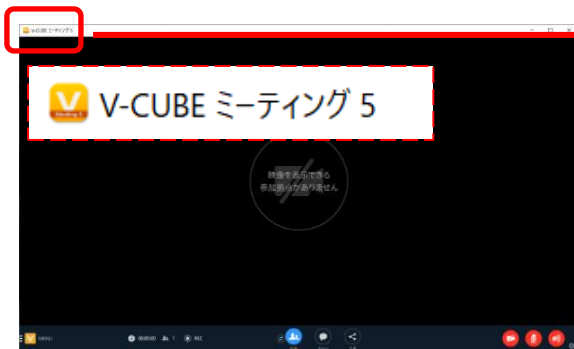 V-CUBE ミーティング 5
V-CUBE ミーティング 5
映像を表示できる
参加拠点がありません
MENU
00:00:00 1 REC